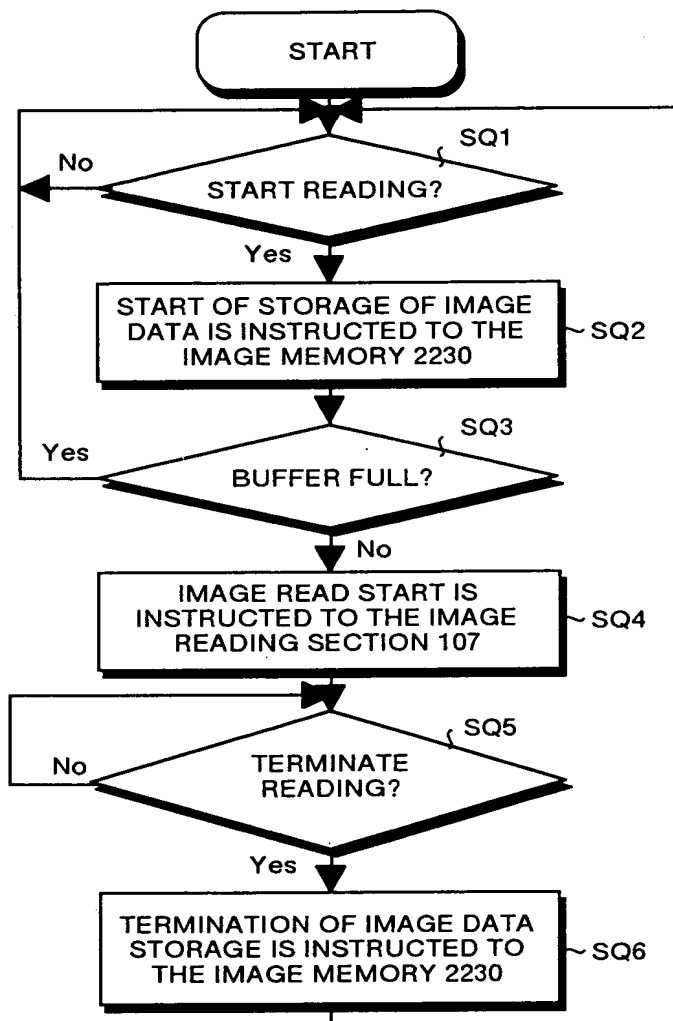 START
SQ1
No
START READING?
Yes
START OF STORAGE OF IMAGE
DATA IS INSTRUCTED TO THE
IMAGE MEMORY 2230
SQ2
SQ3
Yes
BUFFER FULL?
No
IMAGE READ START IS
INSTRUCTED TO THE IMAGE
READING SECTION 107
SQ4
SQ5
No
TERMINATE
READING?
Yes
TERMINATION OF IMAGE DATA
STORAGE IS INSTRUCTED TO
THE IMAGE MEMORY 2230
SQ6